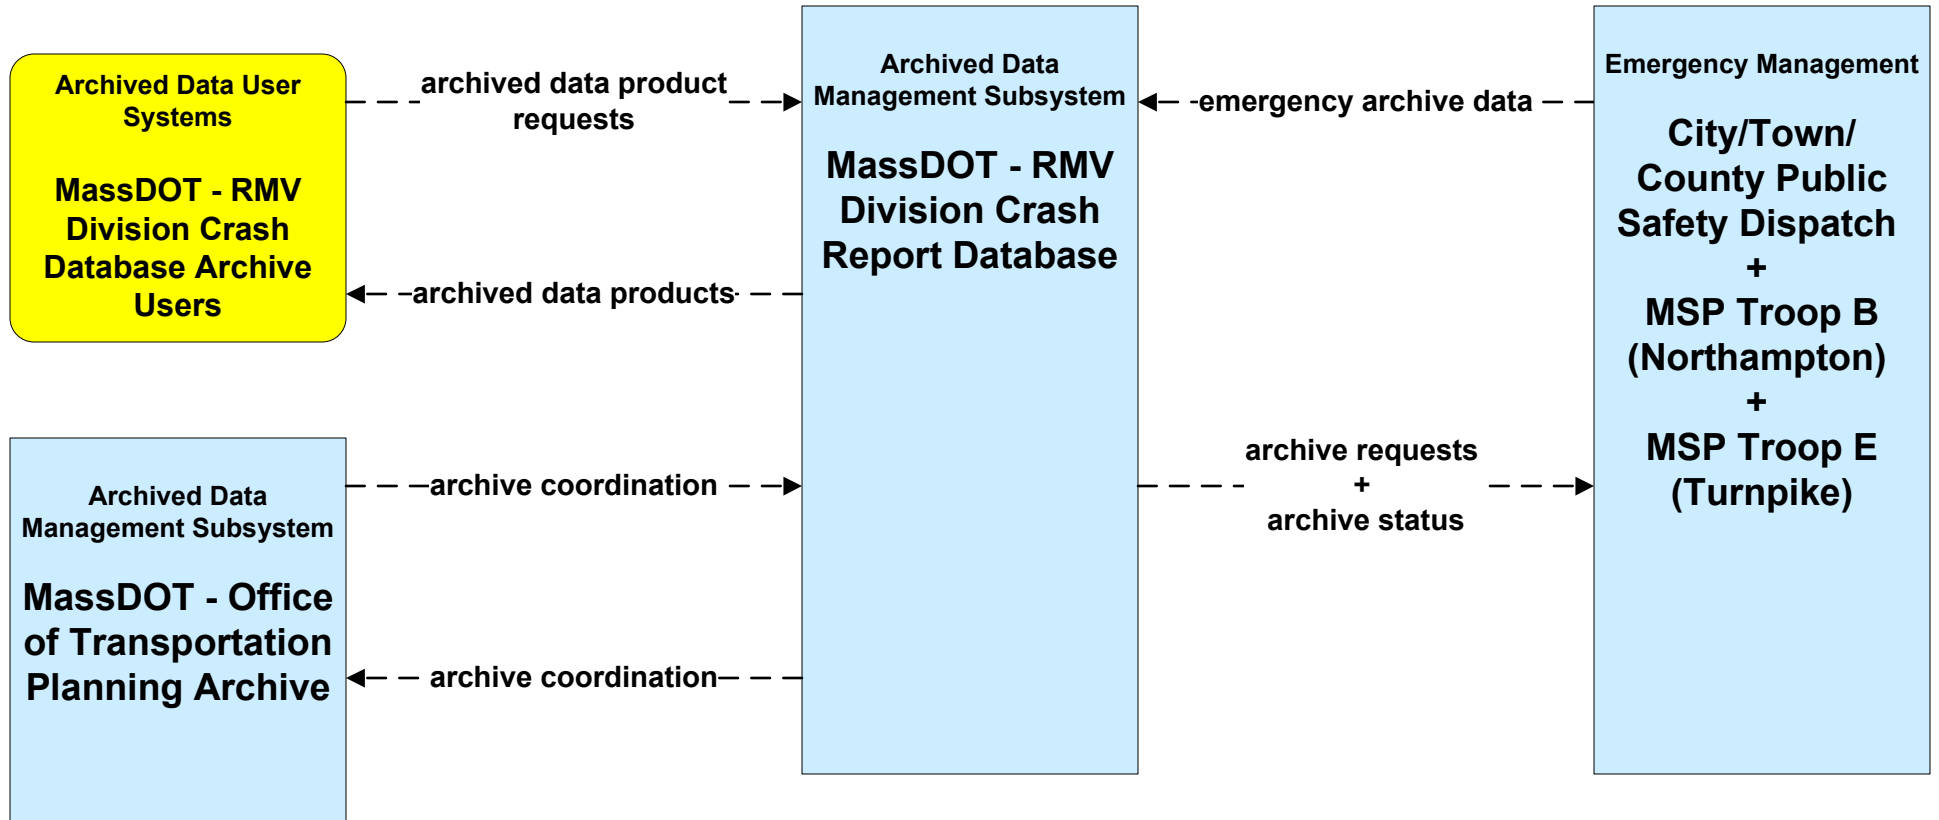 Archived Data User
Systems
MassDOT - RMV
Division Crash
Database Archive
Users
archived data product
requests
archived data products
Archived Data
Management Subsystem
MassDOT - Office
of Transportation
Planning Archive
archive coordination
archive coordination
Archived Data
Management Subsystem
MassDOT - RMV
Division Crash
Report Database
emergency archive data
archive requests
+
archive status
Emergency Management
City/Town/
County Public
Safety Dispatch
+
MSP Troop B
(Northampton)
+
MSP Troop E
(Turnpike)